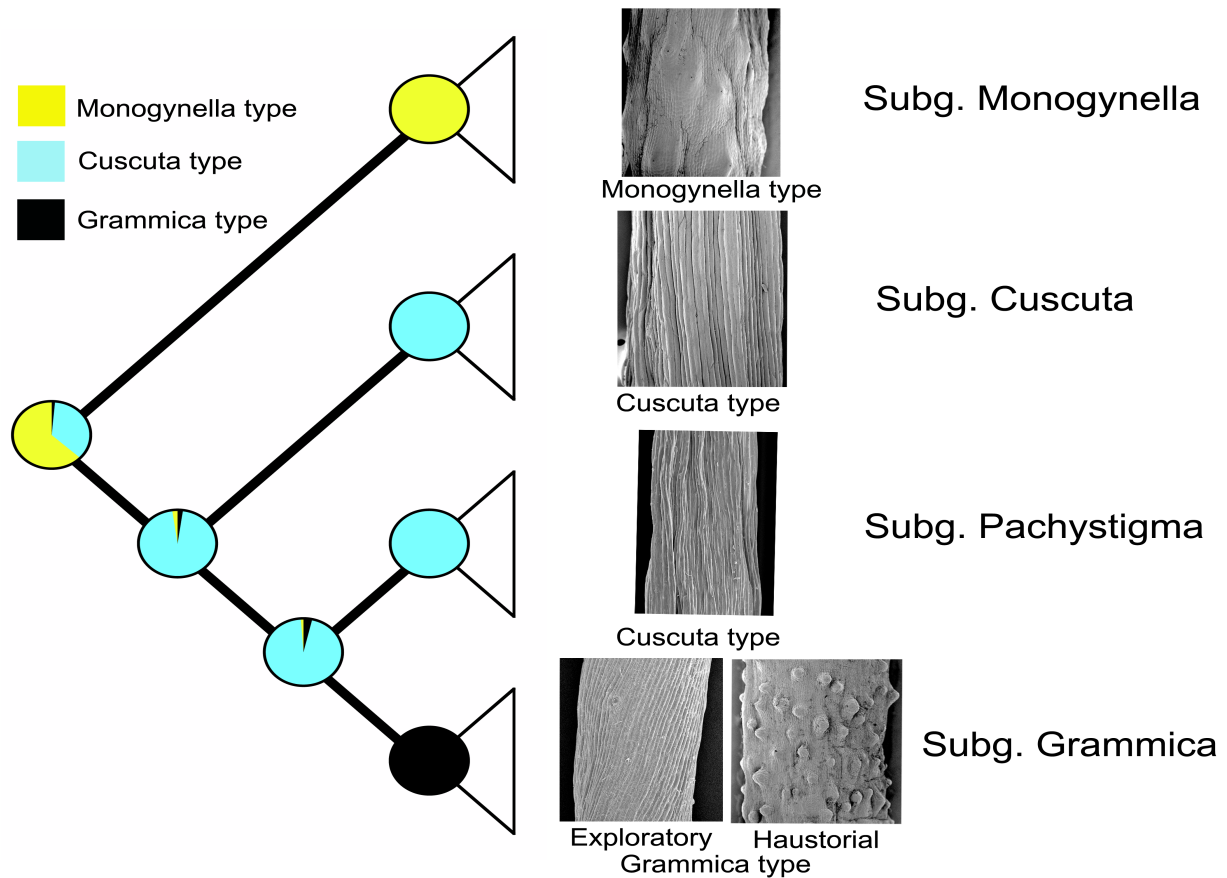 Monogynella type
Cuscuta type
Grammica type
Monogynella type
Subg. Monogynella
Cuscuta type
Subg. Cuscuta
Cuscuta type
Subg. Pachystigma
Exploratory
Haustorial
Grammica type
Subg. Grammica